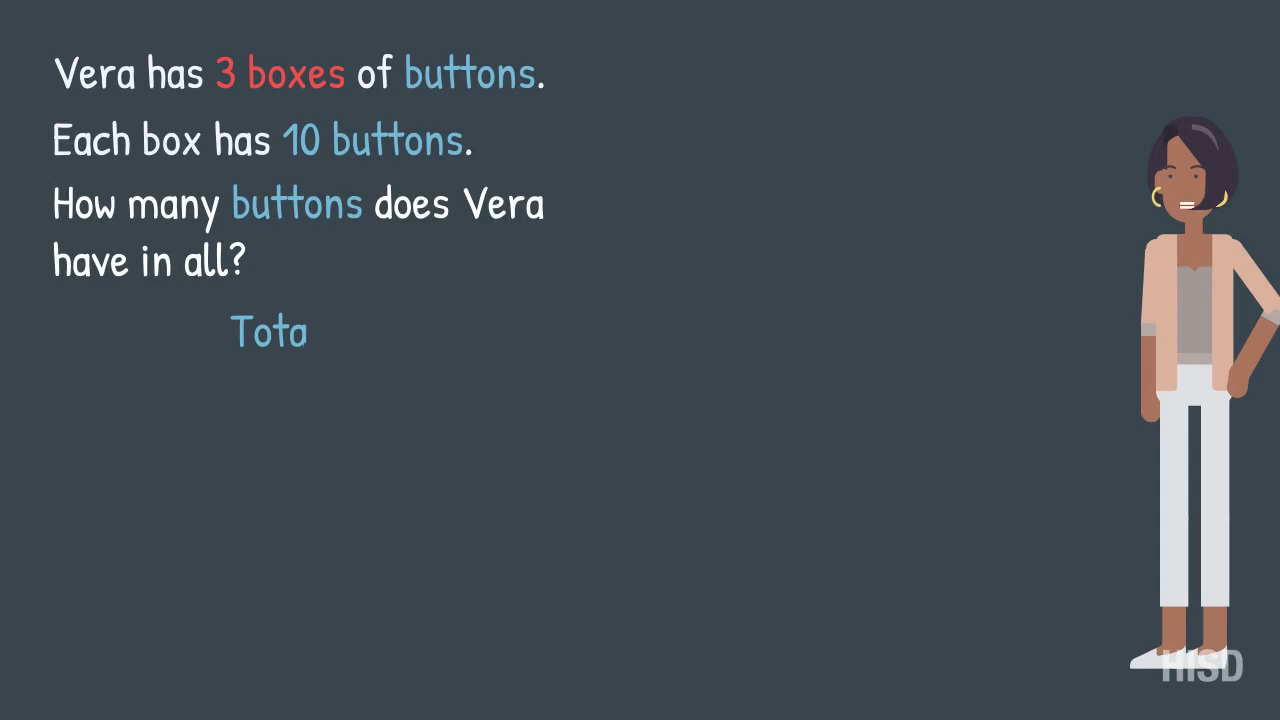 Vera has 3 boxes of buttons.
Each box has 10 buttons.
How many buttons does Vera
have in all?
Tota
HISD